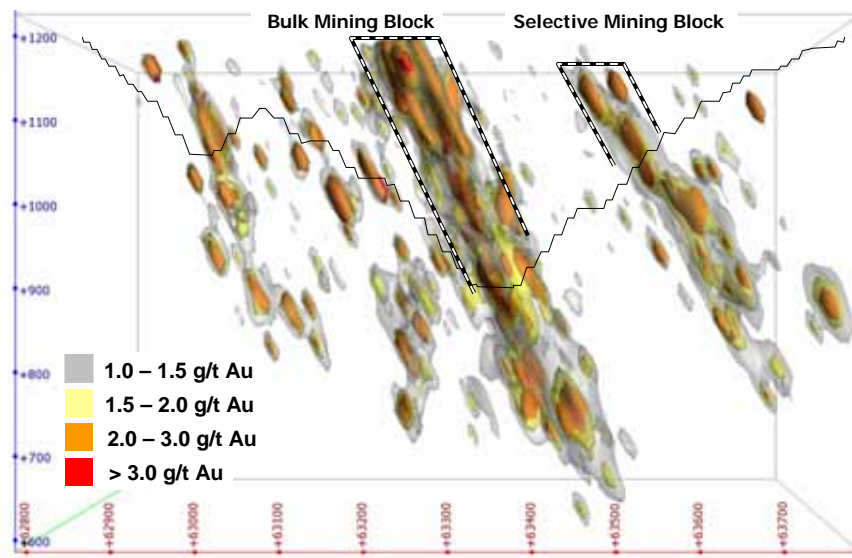 Bulk Mining Block
Selective Mining Block
+1200
+1100
+1000
+900
+800
+700
+600
1.0 – 1.5 g/t Au
1.5 – 2.0 g/t Au
2.0 – 3.0 g/t Au
> 3.0 g/t Au
+62800
+62900
+63000
+63100
+63200
+63300
+63400
+63500
+63600
+63700